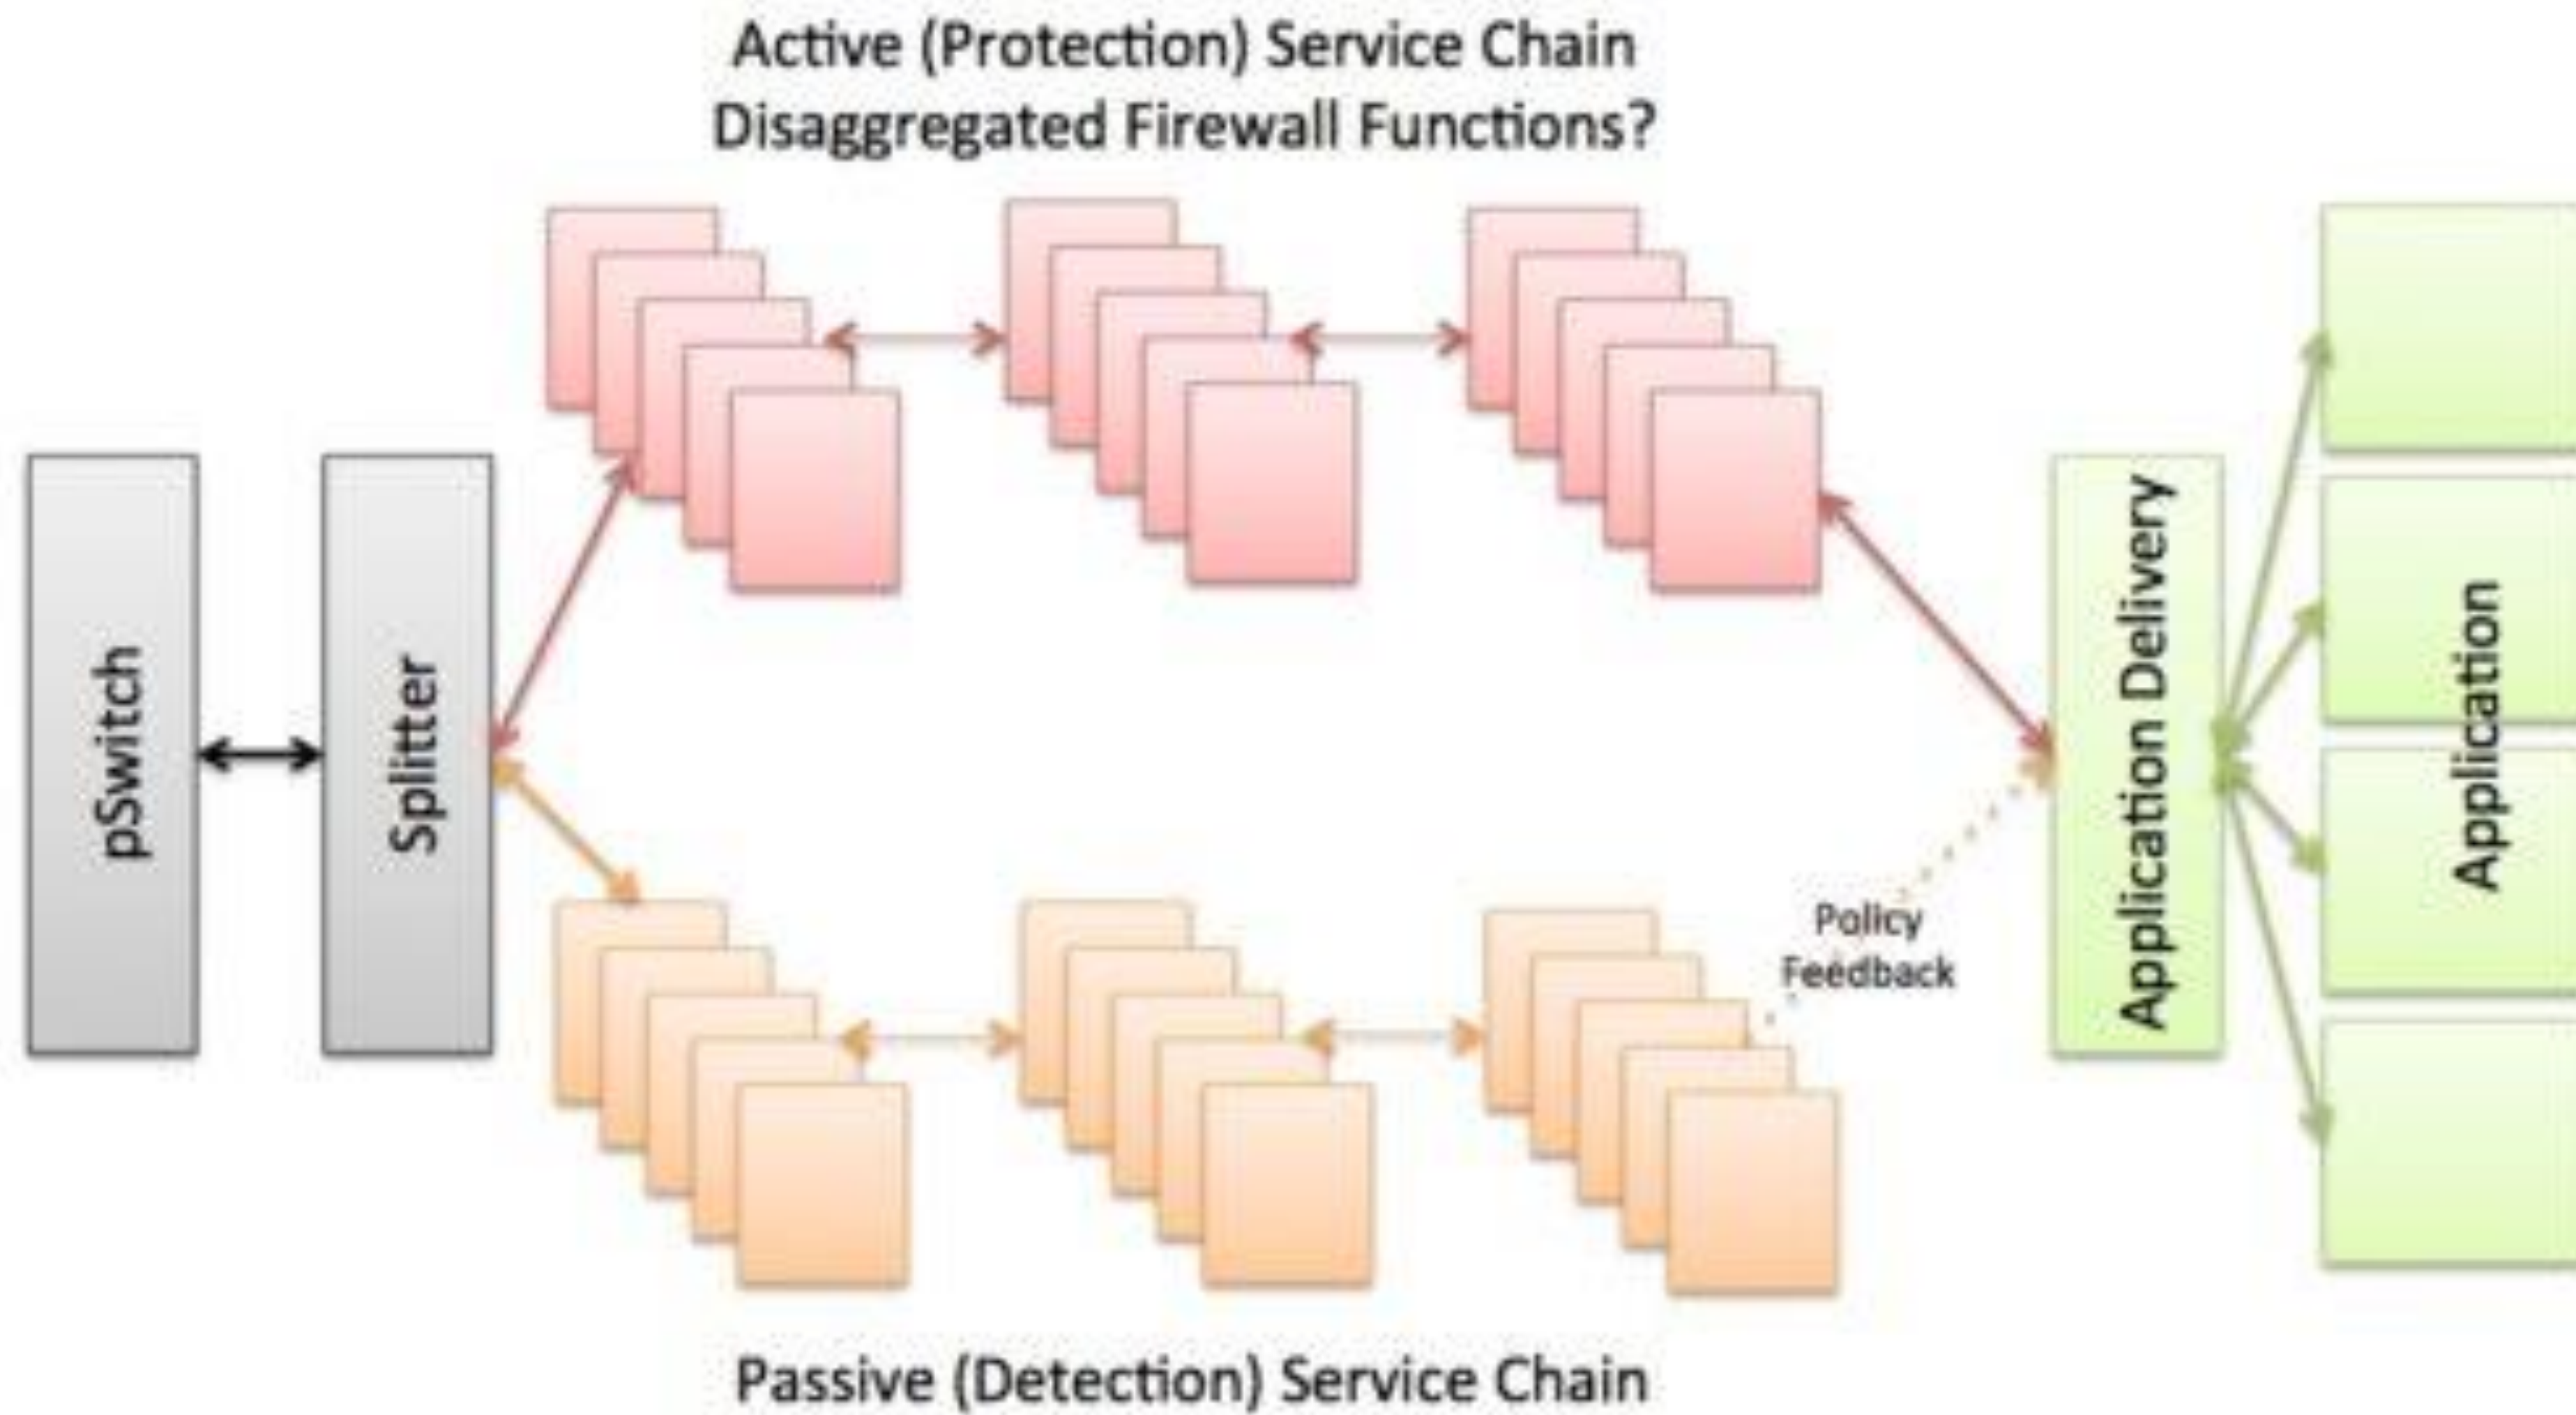 Active (Protection) Service Chain
Disaggregated Firewall Functions?
pSwitch
Splitter
Application Delivery
Application
Policy
Feedback
Passive (Detection) Service Chain